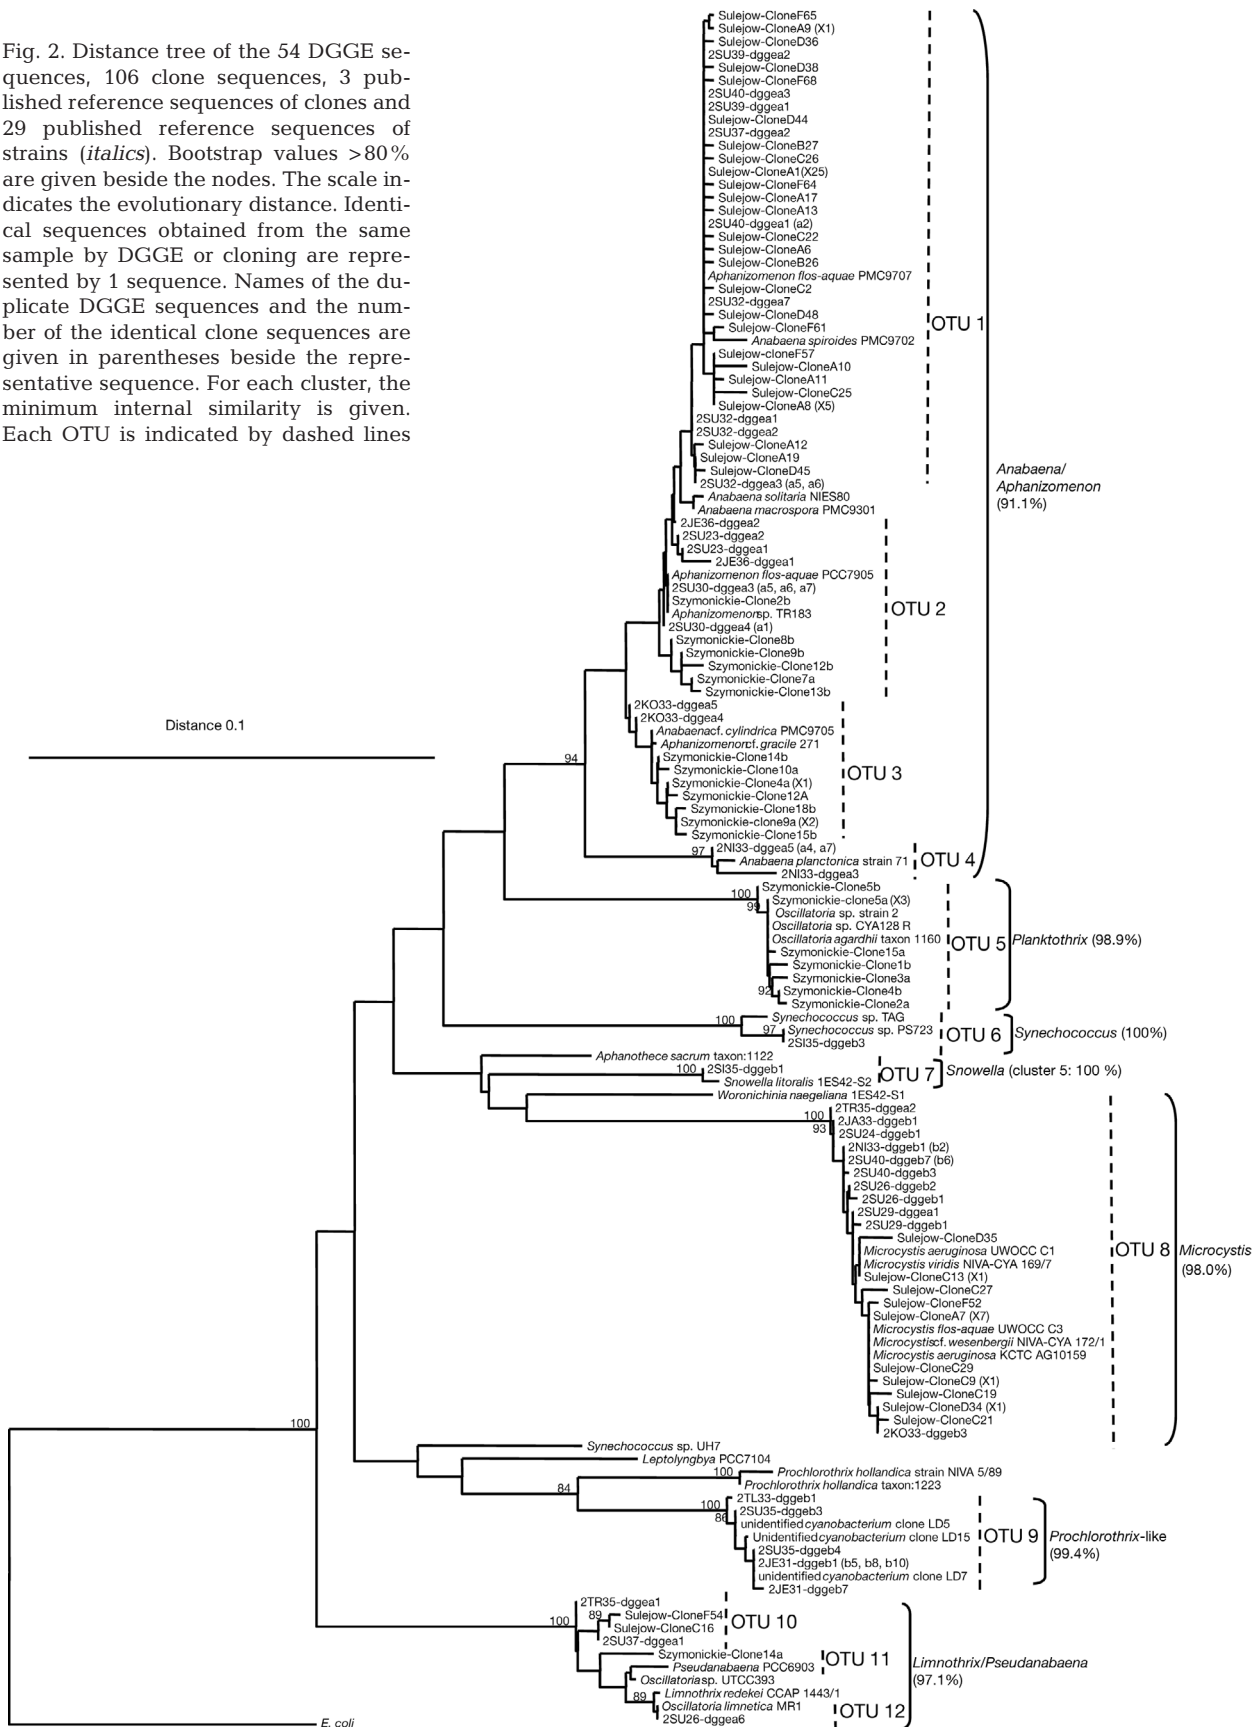 Fig. 2. Distance tree of the 54 DGGE se-
quences, 106 clone sequences, 3 pub-
lished reference sequences of clones and
29 published reference sequences of
strains (italics). Bootstrap values >80%
are given beside the nodes. The scale in-
dicates the evolutionary distance. Identi-
cal sequences obtained from the same
sample by DGGE or cloning are repre-
sented by 1 sequence. Names of the du-
plicate DGGE sequences and the num-
ber of the identical clone sequences are
given in parentheses beside the repre-
sentative sequence. For each cluster, the
minimum internal similarity is given.
Each OTU is indicated by dashed lines
Distance 0.1
Sulejow-CloneF65
Sulejow-CloneA9 (X1)
Sulejow-CloneD36
2SU39-dggea2
Sulejow-CloneD38
Sulejow-CloneF68
2SU40-dggea3
2SU39-dggea1
Sulejow-CloneD44
2SU37-dggea2
Sulejow-CloneB27
Sulejow-CloneC26
Sulejow-CloneA1(X25)
Sulejow-CloneF64
Sulejow-CloneA17
Sulejow-CloneA13
2SU40-dggea1 (a2)
Sulejow-CloneC22
Sulejow-CloneA6
Sulejow-CloneB26
Aphanizomenon flos-aquae PMC9707
Sulejow-CloneC2
2SU32-dggea7
Sulejow-CloneD48
Sulejow-CloneF61
OTU 1
Anabaena spiroides PMC9702
Sulejow-cloneF57
Sulejow-CloneA10
Sulejow-CloneA11
Sulejow-CloneC25
Sulejow-CloneA8 (X5)
2SU32-dggea1
2SU32-dggea2
Sulejow-CloneA12
Sulejow-CloneA19
Sulejow-CloneD45
2SU32-dggea3 (a5, a6)
Anabaena/
Aphanizomenon
(91.1%)
Anabaena solitaria NIES80
Anabaena macrospora PMC9301
2JE36-dggea2
2SU23-dggea2
2SU23-dggea1
2JE36-dggea1
Aphanizomenon flos-aquae PCC7905
2SU30-dggea3 (a5, a6, a7)
Szymonickie-Clone2b
OTU 2
Aphanizomenonsp. TR183
2SU30-dggea4 (a1)
Szymonickie-Clone8b
Szymonickie-Clone9b
Szymonickie-Clone12b
Szymonickie-Clone7a
Szymonickie-Clone13b
2KO33-dggea5
2KO33-dggea4
Anabaenacf. cylindrica PMC9705
Aphanizomenoncf. gracile 271
94
Szymonickie-Clone14b
Szymonickie-Clone10a
OTU 3
Szymonickie-Clone4a (X1)
Szymonickie-Clone12A
Szymonickie-Clone18b
Szymonickie-clone9a (X2)
Szymonickie-Clone15b
97
2NI33-dggea5 (a4, a7)
Anabaena planctonica strain 71
OTU 4
2NI33-dggea3
100
Szymonickie-Clone5b
99
Szymonickie-clone5a (X3)
Oscillatoria sp. strain 2
Oscillatoria sp. CYA128 R
Oscillatoria agardhii taxon 1160
OTU 5
Planktothrix (98.9%)
Szymonickie-Clone15a
Szymonickie-Clone1b
Szymonickie-Clone3a
92
Szymonickie-Clone4b
Szymonickie-Clone2a
100
Synechococcus sp. TAG
97
Synechococcus sp. PS723
OTU 6
Synechococcus (100%)
2SI35-dggeb3
Aphanothece sacrum taxon:1122
100
2SI35-dggeb1
OTU 7
Snowella (cluster 5: 100 %)
Snowella litoralis 1ES42-S2
Woronichinia naegeliana 1ES42-S1
100
93
2TR35-dggea2
2JA33-dggeb1
2SU24-dggeb1
2NI33-dggeb1 (b2)
2SU40-dggeb7 (b6)
2SU40-dggeb3
2SU26-dggeb2
2SU26-dggeb1
2SU29-dggea1
2SU29-dggeb1
Sulejow-CloneD35
Microcystis aeruginosa UWOCC C1
OTU 8
Microcystis
(98.0%)
Microcystis viridis NIVA-CYA 169/7
Sulejow-CloneC13 (X1)
Sulejow-CloneC27
Sulejow-CloneF52
Sulejow-CloneA7 (X7)
Microcystis flos-aquae UWOCC C3
Microcystiscf. wesenbergii NIVA-CYA 172/1
Microcystis aeruginosa KCTC AG10159
Sulejow-CloneC29
Sulejow-CloneC9 (X1)
Sulejow-CloneC19
Sulejow-CloneD34 (X1)
Sulejow-CloneC21
2KO33-dggeb3
100
Synechococcus sp. UH7
Leptolyngbya PCC7104
100
Prochlorothrix hollandica strain NIVA 5/89
Prochlorothrix hollandica taxon:1223
84
100
86
2TL33-dggeb1
2SU35-dggeb3
unidentified cyanobacterium clone LD5
Unidentified cyanobacterium clone LD15
OTU 9
Prochlorothrix-like
(99.4%)
2SU35-dggeb4
2JE31-dggeb1 (b5, b8, b10)
unidentified cyanobacterium clone LD7
2JE31-dggeb7
100
2TR35-dggea1
89
Sulejow-CloneF54
OTU 10
Sulejow-CloneC16
2SU37-dggea1
Szymonickie-Clone14a
OTU 11
Limnothrix/Pseudanabaena
(97.1%)
Pseudanabaena PCC6903
Oscillatoriasp. UTCC393
89
Limnothrix redekei CCAP 1443/1
Oscillatoria limnetica MR1
OTU 12
2SU26-dggea6
E. coli